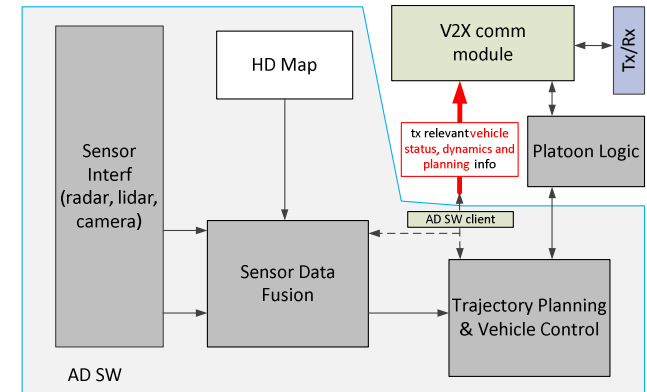 V2X comm
module
Tx/Rx
HD Map
tx relevant vehicle
status, dynamics and
planning info
Platoon Logic
Sensor
Interf
(radar, lidar,
camera)
AD SW client
Sensor Data
Fusion
Trajectory Planning
& Vehicle Control
AD SW